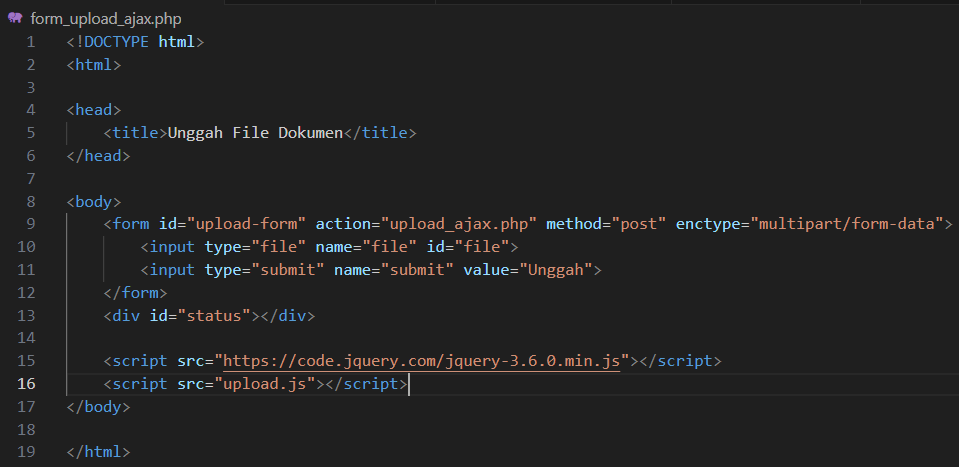 form_upload_ajax.php
1 <!DOCTYPE html>
2 <html>
3
4 <head>
5     <title>Unggah File Dokumen</title>
6 </head>
7
8 <body>
9     <form id="upload-form" action="upload_ajax.php" method="post" enctype="multipart/form-data">
10         <input type="file" name="file" id="file">
11         <input type="submit" name="submit" value="Unggah">
12     </form>
13     <div id="status"></div>
14
15     <script src="https://code.jquery.com/jquery-3.6.0.min.js"></script>
16     <script src="upload.js"></script>
17 </body>
18
19 </html>